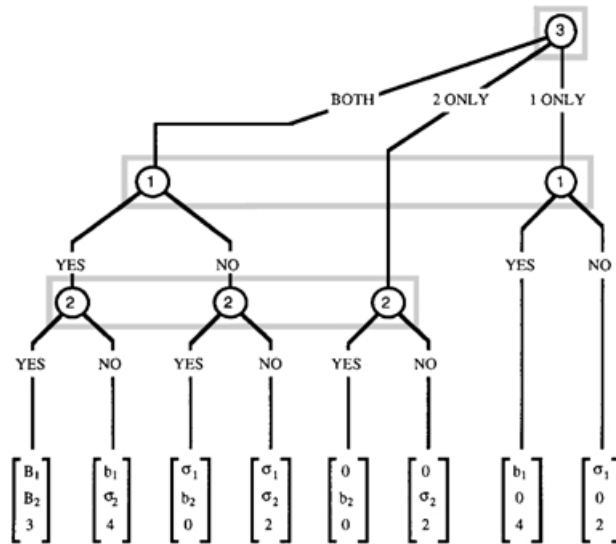 3
BOTH 2 ONLY 1 ONLY
1 1
YES NO YES NO
2 2 2
YES NO YES NO YES NO
B₁ b₁ σ₁ σ₁ 0 0 b₁ σ₁
B₂ σ₂ b₂ σ₂ b₂ σ₂ 0 0
3 4 0 2 0 2 4 2